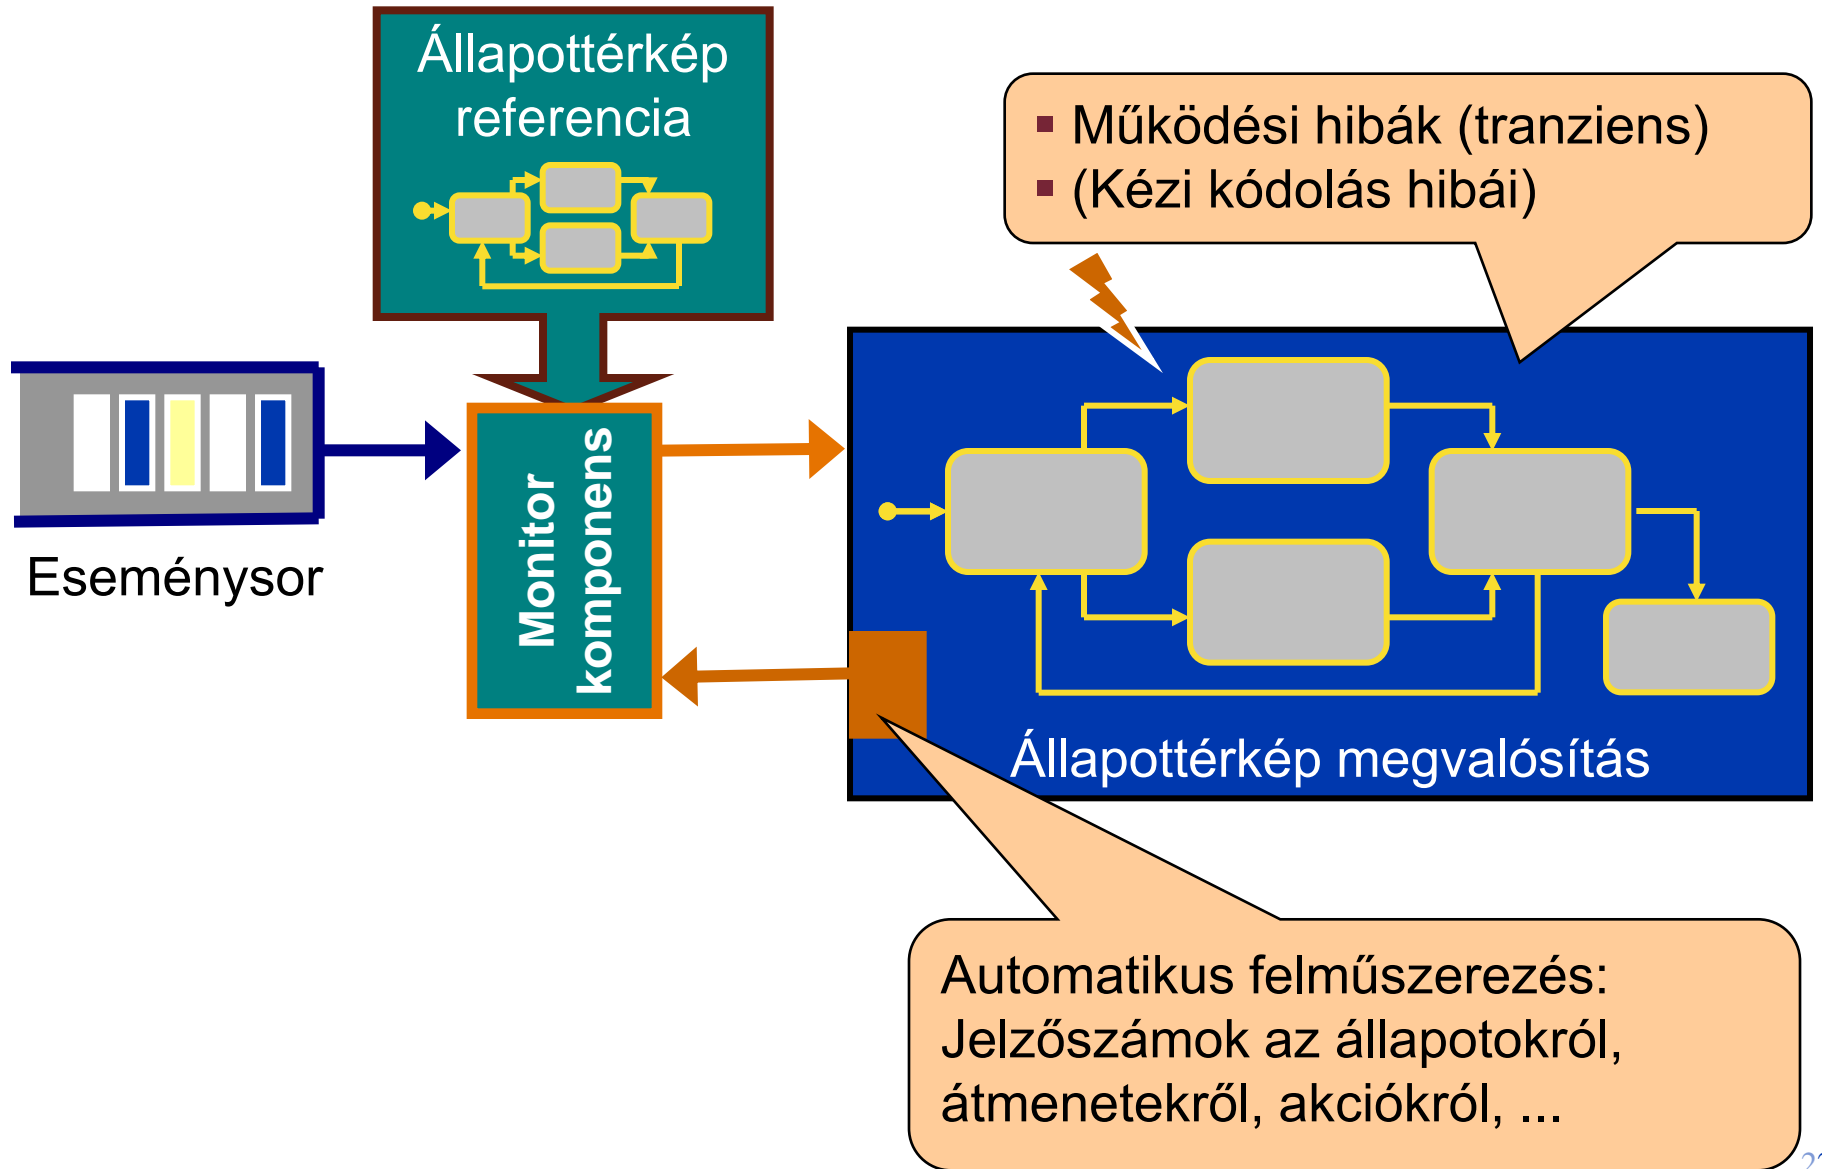 Állapottérkép
referencia
▪ Működési hibák (tranziens)
▪ (Kézi kódolás hibái)
Eseménysor
Monitor
komponens
Állapottérkép megvalósítás
Automatikus felműszerezés:
Jelzőszámok az állapotokról,
átmenetekről, akciókról, ...